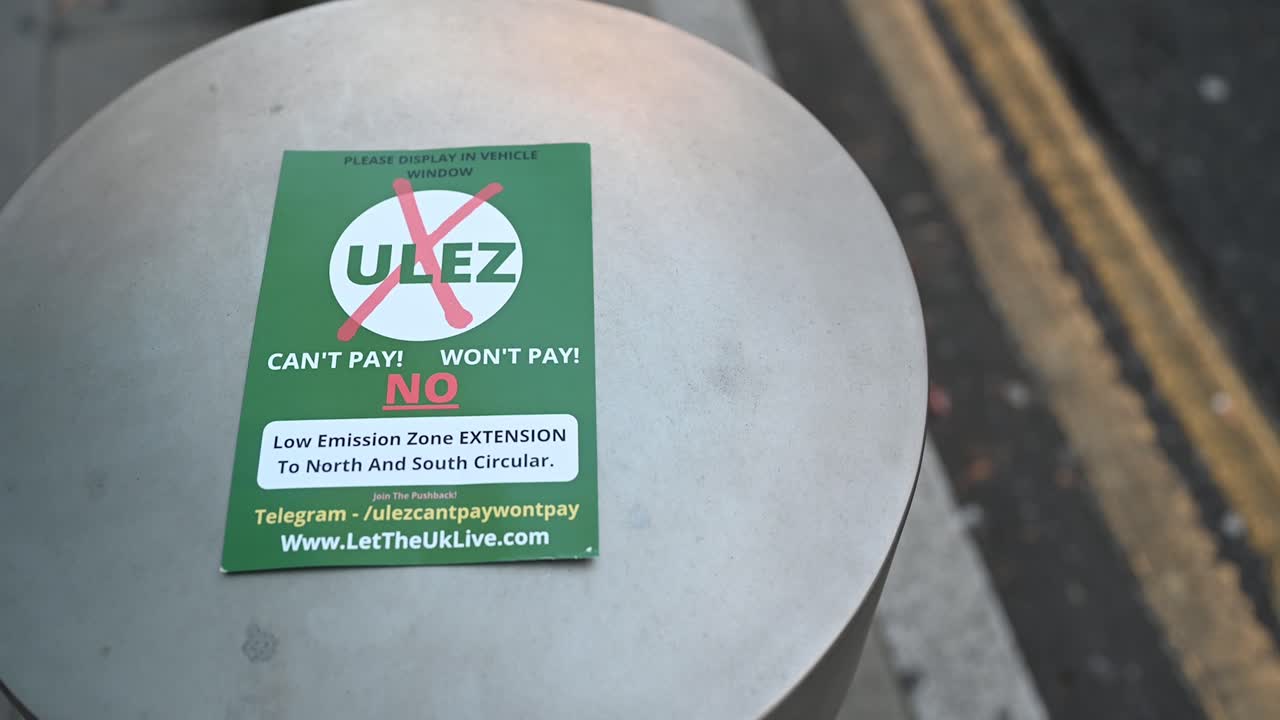 PLEASE DISPLAY IN VEHICLE
WINDOW
ULEZ
CAN'T PAY! WON'T PAY!
NO
Low Emission Zone EXTENSION
To North And South Circular.
Join The Pushback!
Telegram - /ulezcantpaywontpay
Www.LetTheUkLive.com